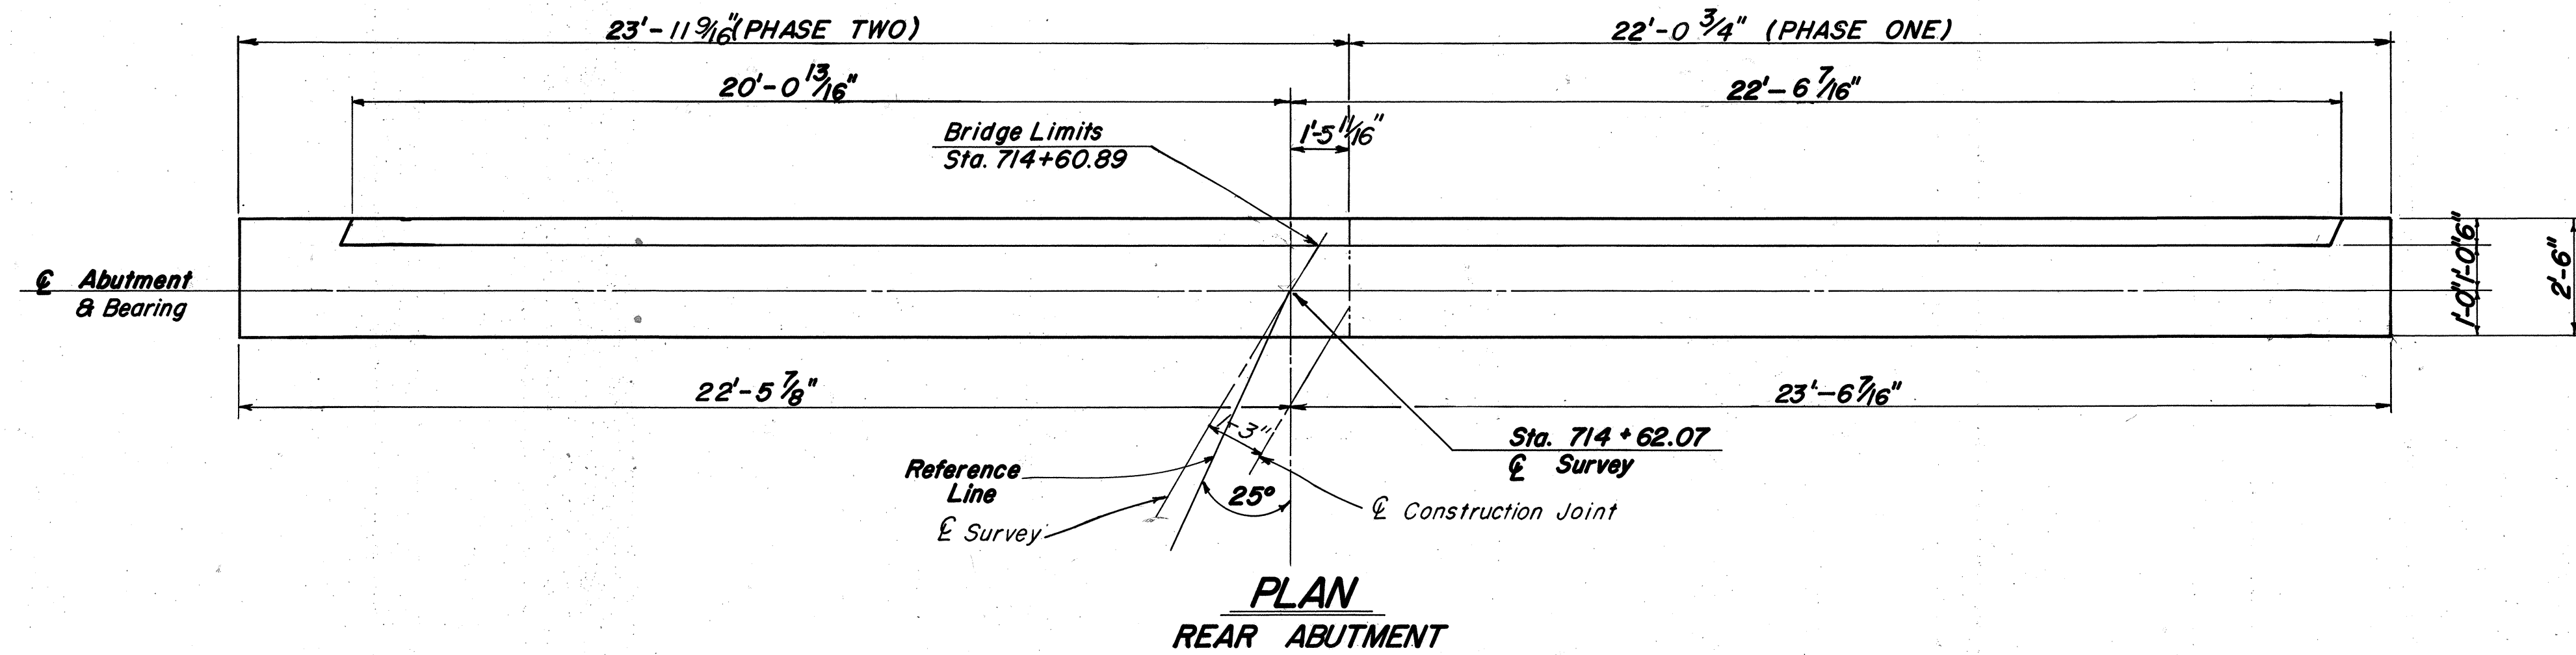 23'-11 9/16" (PHASE TWO)
22'-0 3/4" (PHASE ONE)
20'-0 13/16"
22'-6 7/16"
1'-5 11/16"
Bridge Limits
Sta. 714+60.89
℄ Abutment
& Bearing
6"
1'-0"
1'-0"
2'-6"
22'-5 7/8"
23'-6 7/16"
1'-3"
Sta. 714+62.07
℄ Survey
Reference
Line
25°
℄ Construction Joint
℄ Survey
PLAN
REAR ABUTMENT